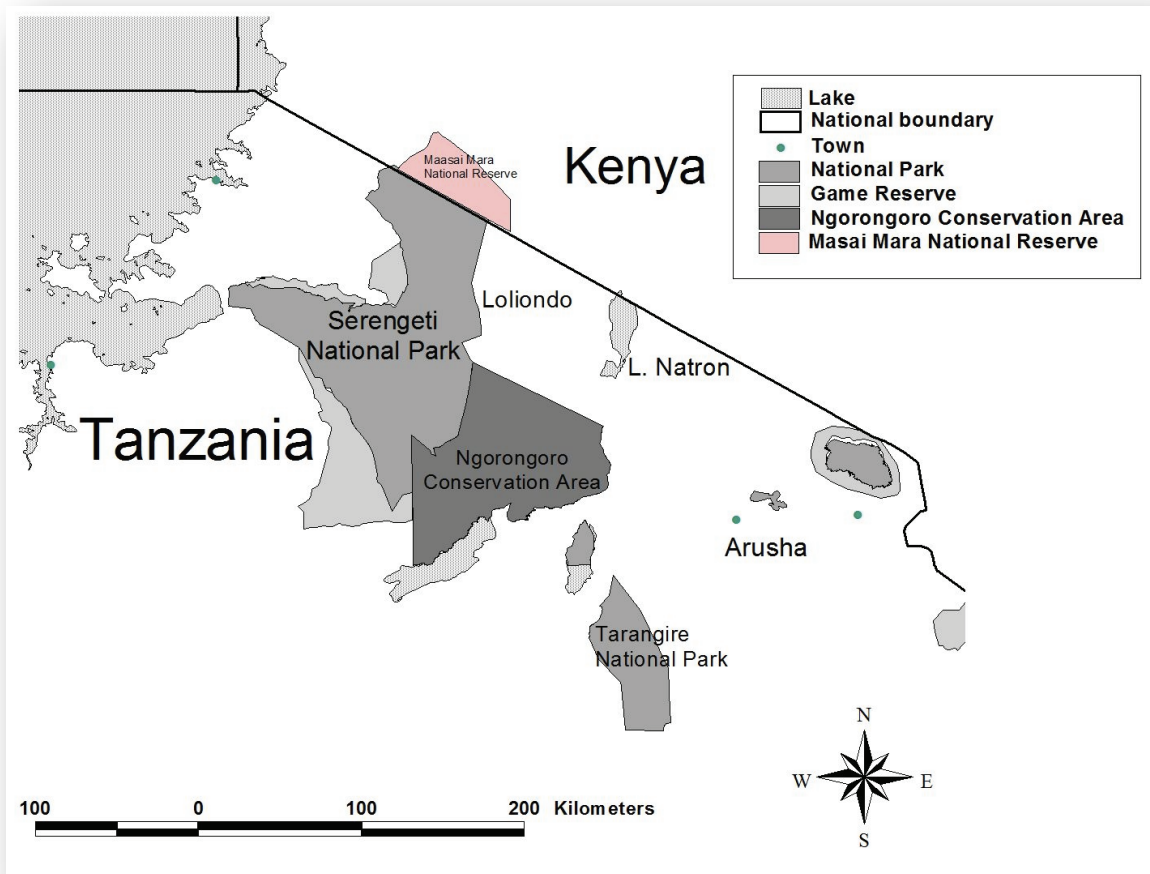 Lake
National boundary
Town
National Park
Game Reserve
Ngorongoro Conservation Area
Masai Mara National Reserve
Maasai Mara
National Reserve
Kenya
Loliondo
Serengeti
National Park
L. Natron
Tanzania
Ngorongoro
Conservation Area
Arusha
Tarangire
National Park
N
W E
S
100 0 100 200 Kilometers